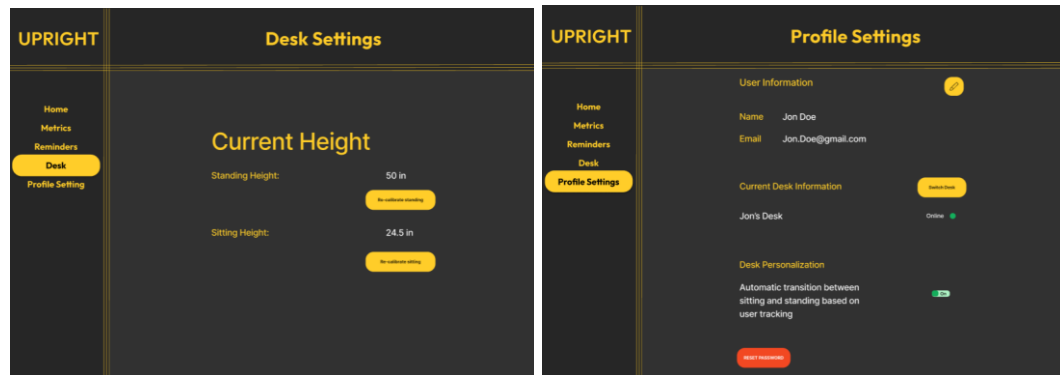 UPRIGHT
Desk Settings
Home
Metrics
Reminders
Desk
Profile Setting
Current Height
Standing Height: 50 in
Re-calibrate standing
Sitting Height: 24.5 in
Re-calibrate sitting
UPRIGHT
Profile Settings
Home
Metrics
Reminders
Desk
Profile Settings
User Information
Name Jon Doe
Email Jon.Doe@gmail.com
Current Desk Information Switch Desk
Jon's Desk Online
Desk Personalization
Automatic transition between
sitting and standing based on
user tracking
On
RESET PASSWORD